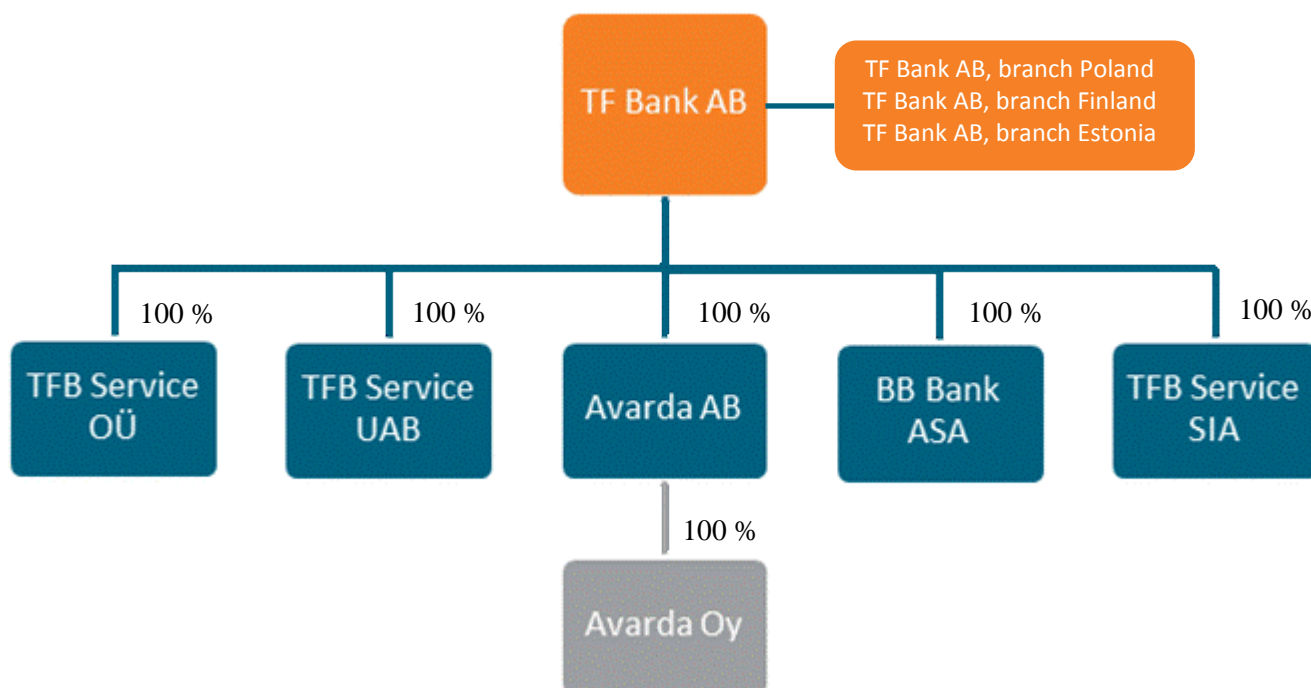 TF Bank AB
TF Bank AB, branch Poland
TF Bank AB, branch Finland
TF Bank AB, branch Estonia
100 %
100 %
100 %
100 %
100 %
TFB Service
OÜ
TFB Service
UAB
Avarda AB
BB Bank
ASA
TFB Service
SIA
100 %
Avarda Oy